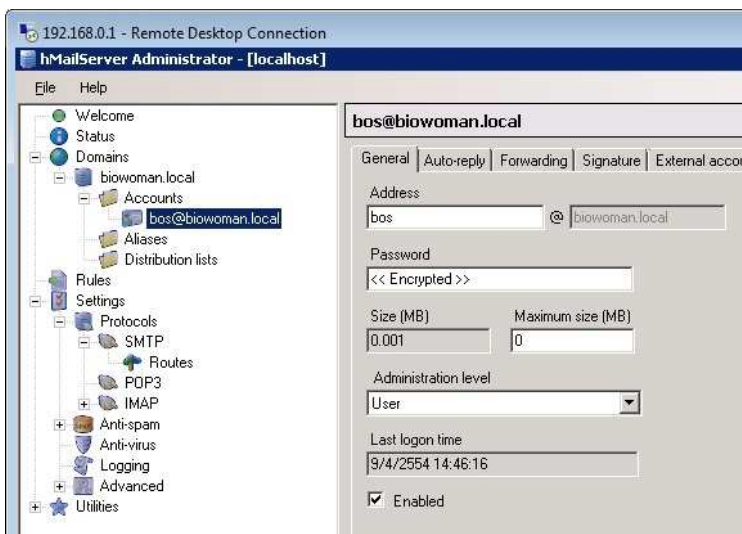 192.168.0.1 - Remote Desktop Connection
hMailServer Administrator - [localhost]
File Help
Welcome
Status
Domains
biowoman.local
Accounts
bos@biowoman.local
Aliases
Distribution lists
Rules
Settings
Protocols
SMTP
Routes
POP3
IMAP
Anti-spam
Anti-virus
Logging
Advanced
Utilities
bos@biowoman.local
General Auto-reply Forwarding Signature External accou
Address
bos @ biowoman.local
Password
<< Encrypted >>
Size (MB) Maximum size (MB)
0.001 0
Administration level
User
Last logon time
9/4/2554 14:46:16
Enabled